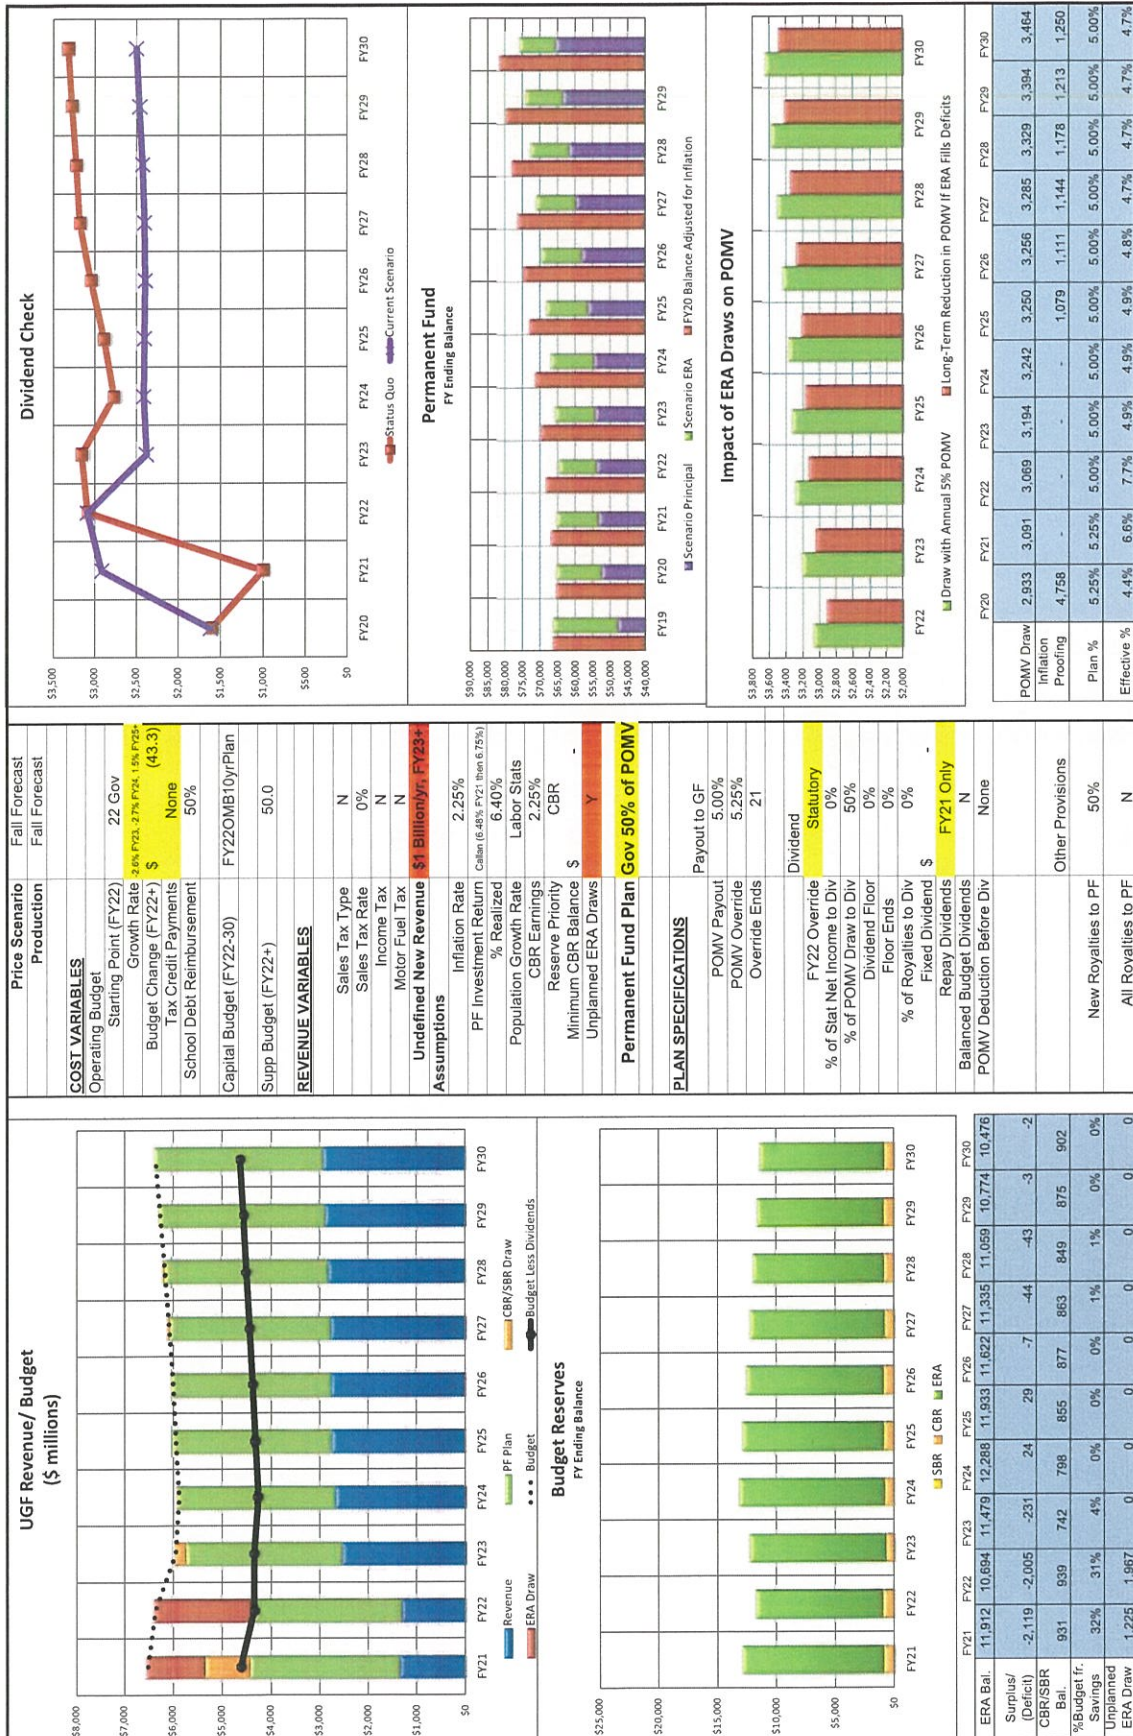 UGF Revenue/ Budget
($ millions)
$8,000
$7,000
$6,000
$5,000
$4,000
$3,000
$2,000
$1,000
$0
FY21 FY22 FY23 FY24 FY25 FY26 FY27 FY28 FY29 FY30
Revenue PF Plan CBR/SBR Draw
ERA Draw Budget Budget Less Dividends
Budget Reserves
FY Ending Balance
$25,000
$20,000
$15,000
$10,000
$5,000
$0
FY21 FY22 FY23 FY24 FY25 FY26 FY27 FY28 FY29 FY30
SBR CBR ERA
FY21 FY22 FY23 FY24 FY25 FY26 FY27 FY28 FY29 FY30
ERA Bal. 11,912 10,694 11,479 12,288 11,933 11,622 11,335 11,059 10,774 10,476
Surplus/
(Deficit) -2,119 -2,005 -231 24 29 -7 -44 -43 -3 -2
CBR/SBR
Bal. 931 939 742 798 855 877 863 849 875 902
%Budget fr.
Savings 32% 31% 4% 0% 0% 0% 1% 1% 0% 0%
Unplanned
ERA Draw 1,225 1,967 0 0 0 0 0 0 0 0
Price Scenario Fall Forecast
Production Fall Forecast
COST VARIABLES
Operating Budget
Starting Point (FY22) 22 Gov
Growth Rate -2.6% FY23, -2.7% FY24, 1.5% FY25+
Budget Change (FY22+) $ (43.3)
Tax Credit Payments None
School Debt Reimbursement 50%
Capital Budget (FY22-30) FY22OMB10yrPlan
Supp Budget (FY22+) 50.0
REVENUE VARIABLES
Sales Tax Type N
Sales Tax Rate 0%
Income Tax N
Motor Fuel Tax N
Undefined New Revenue $1 Billion/yr, FY23+
Assumptions
Inflation Rate 2.25%
PF Investment Return Callan (6.48% FY21 then 6.75%)
% Realized 6.40%
Population Growth Rate Labor Stats
CBR Earnings 2.25%
Reserve Priority CBR
Minimum CBR Balance $ -
Unplanned ERA Draws Y
Permanent Fund Plan Gov 50% of POMV
PLAN SPECIFICATIONS
Payout to GF
POMV Payout 5.00%
POMV Override 5.25%
Override Ends 21
Dividend
FY22 Override Statutory
% of Stat Net Income to Div 0%
% of POMV Draw to Div 50%
Dividend Floor 0%
Floor Ends 0%
% of Royalties to Div 0%
Fixed Dividend $ -
Repay Dividends FY21 Only
Balanced Budget Dividends N
POMV Deduction Before Div None
Other Provisions
New Royalties to PF 50%
All Royalties to PF N
Dividend Check
$3,500
$3,000
$2,500
$2,000
$1,500
$1,000
$500
$0
FY20 FY21 FY22 FY23 FY24 FY25 FY26 FY27 FY28 FY29 FY30
Status Quo Current Scenario
Permanent Fund
FY Ending Balance
$90,000
$85,000
$80,000
$75,000
$70,000
$65,000
$60,000
$55,000
$50,000
$45,000
$40,000
FY19 FY20 FY21 FY22 FY23 FY24 FY25 FY26 FY27 FY28 FY29 FY30
Scenario Principal Scenario ERA FY20 Balance Adjusted for Inflation
Impact of ERA Draws on POMV
$3,800
$3,600
$3,400
$3,200
$3,000
$2,800
$2,600
$2,400
$2,200
$2,000
FY22 FY23 FY24 FY25 FY26 FY27 FY28 FY29 FY30
Draw with Annual 5% POMV Long-Term Reduction in POMV If ERA Fills Deficits
FY20 FY21 FY22 FY23 FY24 FY25 FY26 FY27 FY28 FY29 FY30
POMV Draw 2,933 3,091 3,069 3,194 3,242 3,250 3,256 3,285 3,329 3,394 3,464
Inflation
Proofing 4,758 - - - - 1,079 1,111 1,144 1,178 1,213 1,250
Plan % 5.25% 5.25% 5.00% 5.00% 5.00% 5.00% 5.00% 5.00% 5.00% 5.00% 5.00%
Effective % 4.4% 6.6% 7.7% 4.9% 4.9% 4.9% 4.8% 4.7% 4.7% 4.7% 4.7%